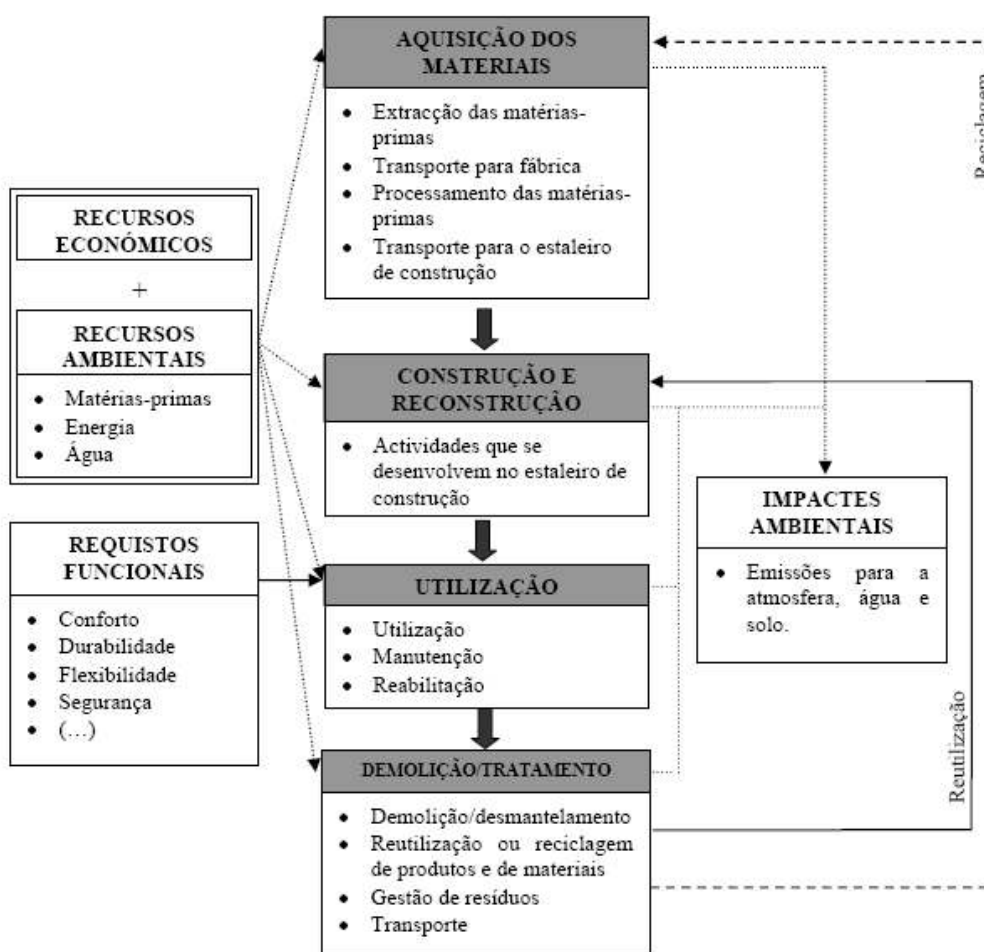 AQUISIÇÃO DOS
MATERIAIS
• Extracção das matérias-
primas
• Transporte para fábrica
• Processamento das matérias-
primas
• Transporte para o estaleiro
de construção
Reciclagem
RECURSOS
ECONÓMICOS
+
RECURSOS
AMBIENTAIS
• Matérias-primas
• Energia
• Água
CONSTRUÇÃO E
RECONSTRUÇÃO
• Actividades que se
desenvolvem no estaleiro de
construção
IMPACTES
AMBIENTAIS
• Emissões para a
atmosfera, água e
solo.
REQUISTOS
FUNCIONAIS
• Conforto
• Durabilidade
• Flexibilidade
• Segurança
• (…)
UTILIZAÇÃO
• Utilização
• Manutenção
• Reabilitação
Reutilização
DEMOLIÇÃO/TRATAMENTO
• Demolição/desmantelamento
• Reutilização ou reciclagem
de produtos e de materiais
• Gestão de resíduos
• Transporte